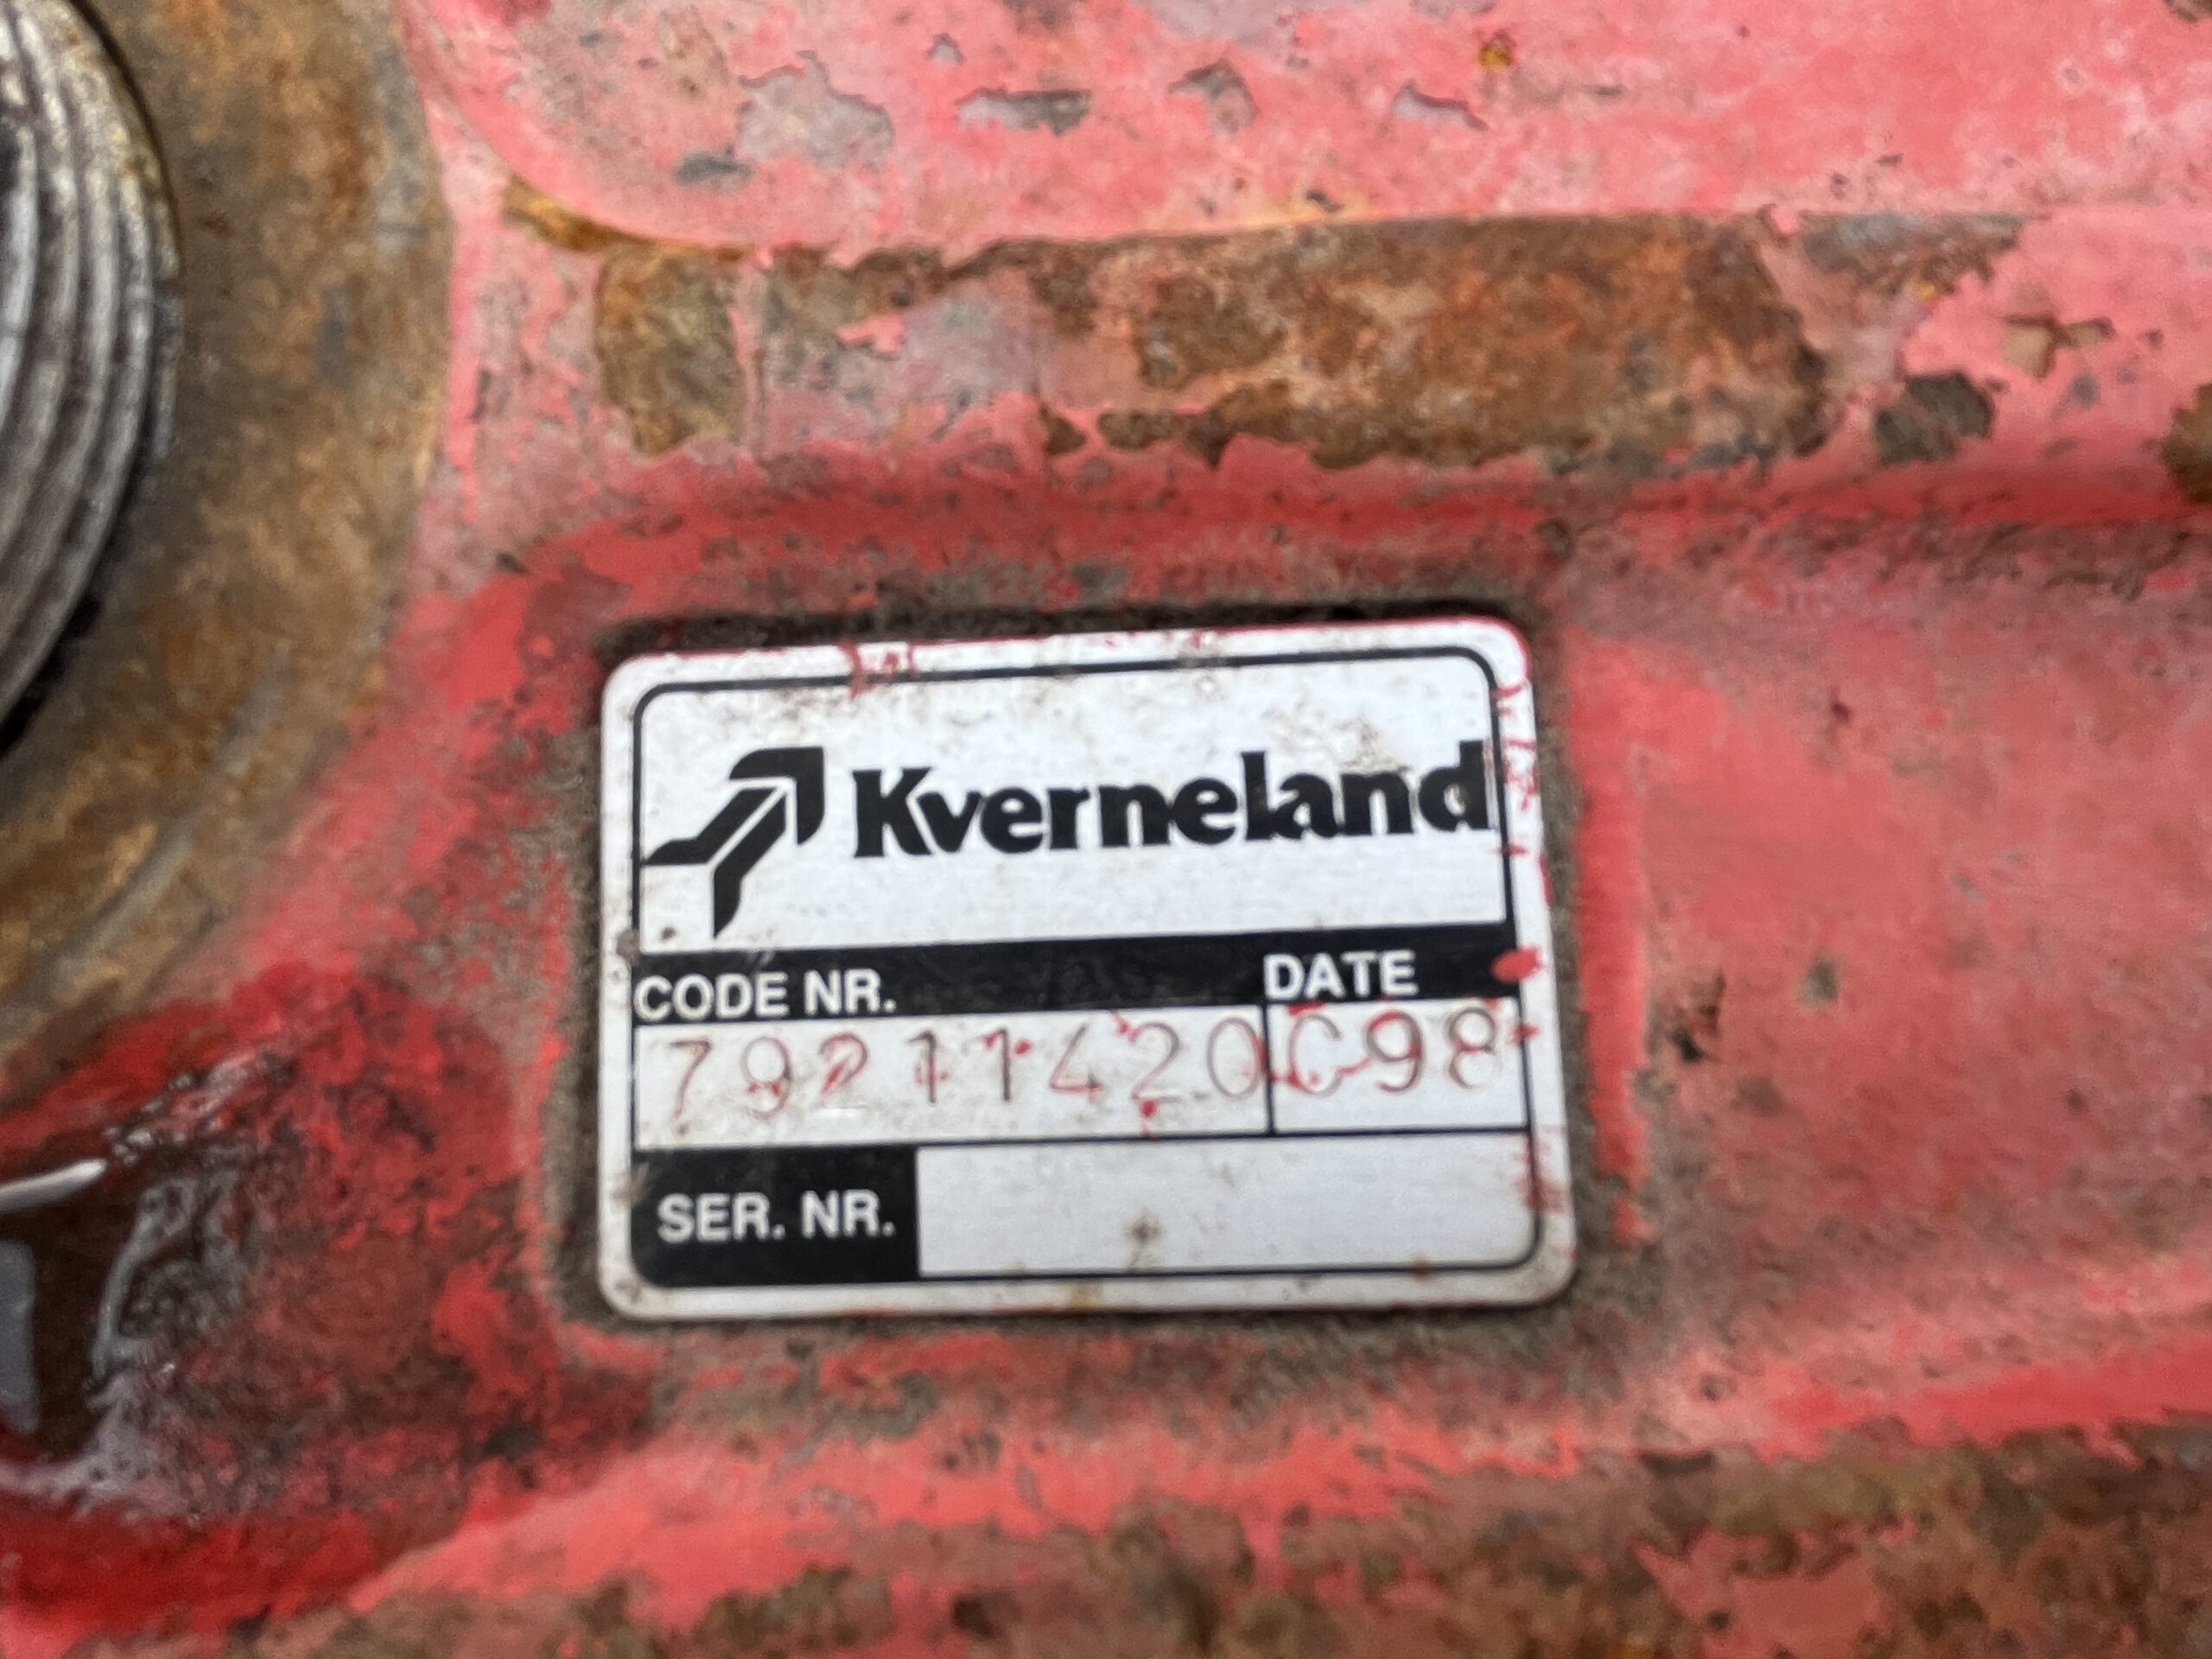 Kverneland
CODE NR. DATE
79211420 C98
SER. NR.